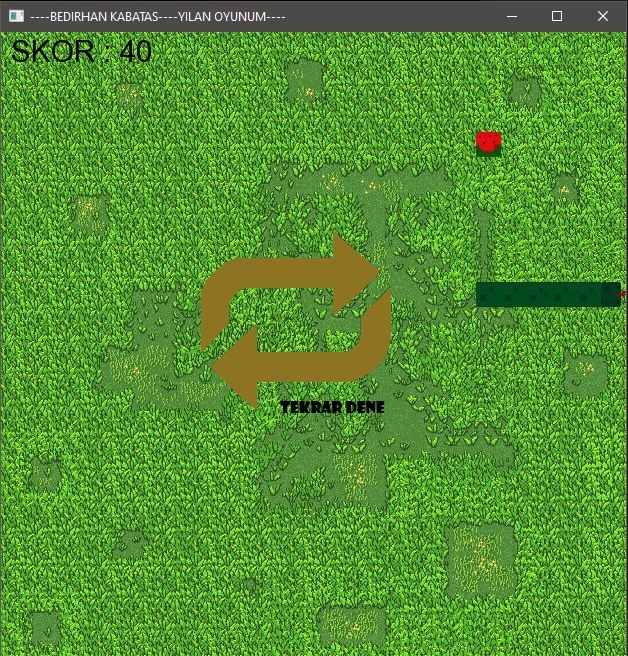 ----BEDIRHAN KABATAS----YILAN OYUNUM----
SKOR : 40
TEKRAR DENE